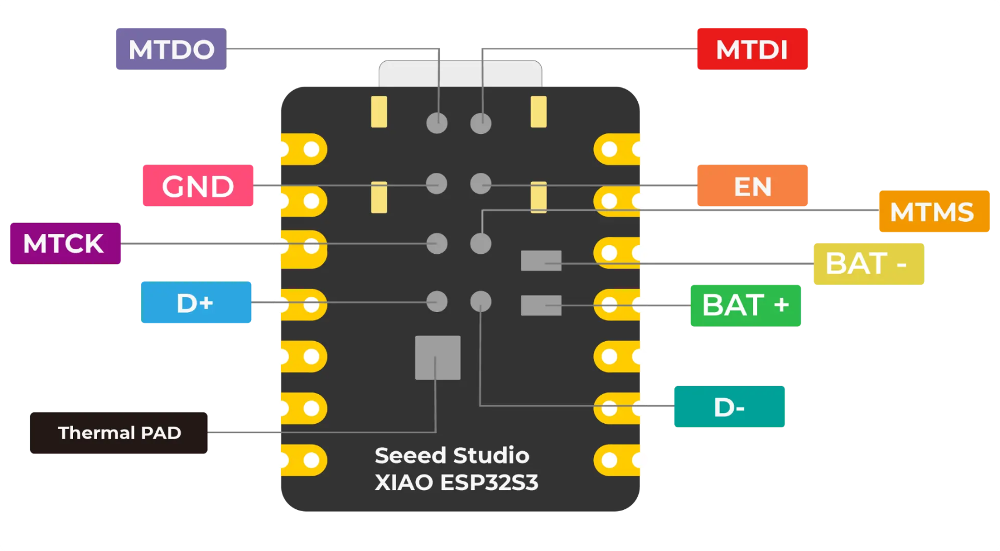 MTDO
MTDI
GND
EN
MTMS
MTCK
BAT -
D+
BAT +
D-
Thermal PAD
Seeed Studio
XIAO ESP32S3